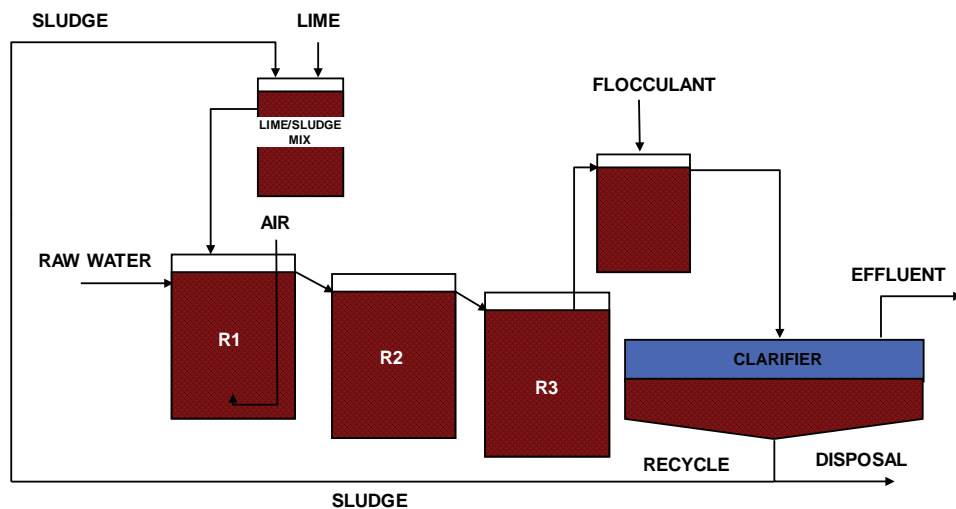 SLUDGE
LIME
FLOCCULANT
LIME/SLUDGE
MIX
AIR
RAW WATER
EFFLUENT
R1
R2
R3
CLARIFIER
RECYCLE
DISPOSAL
SLUDGE